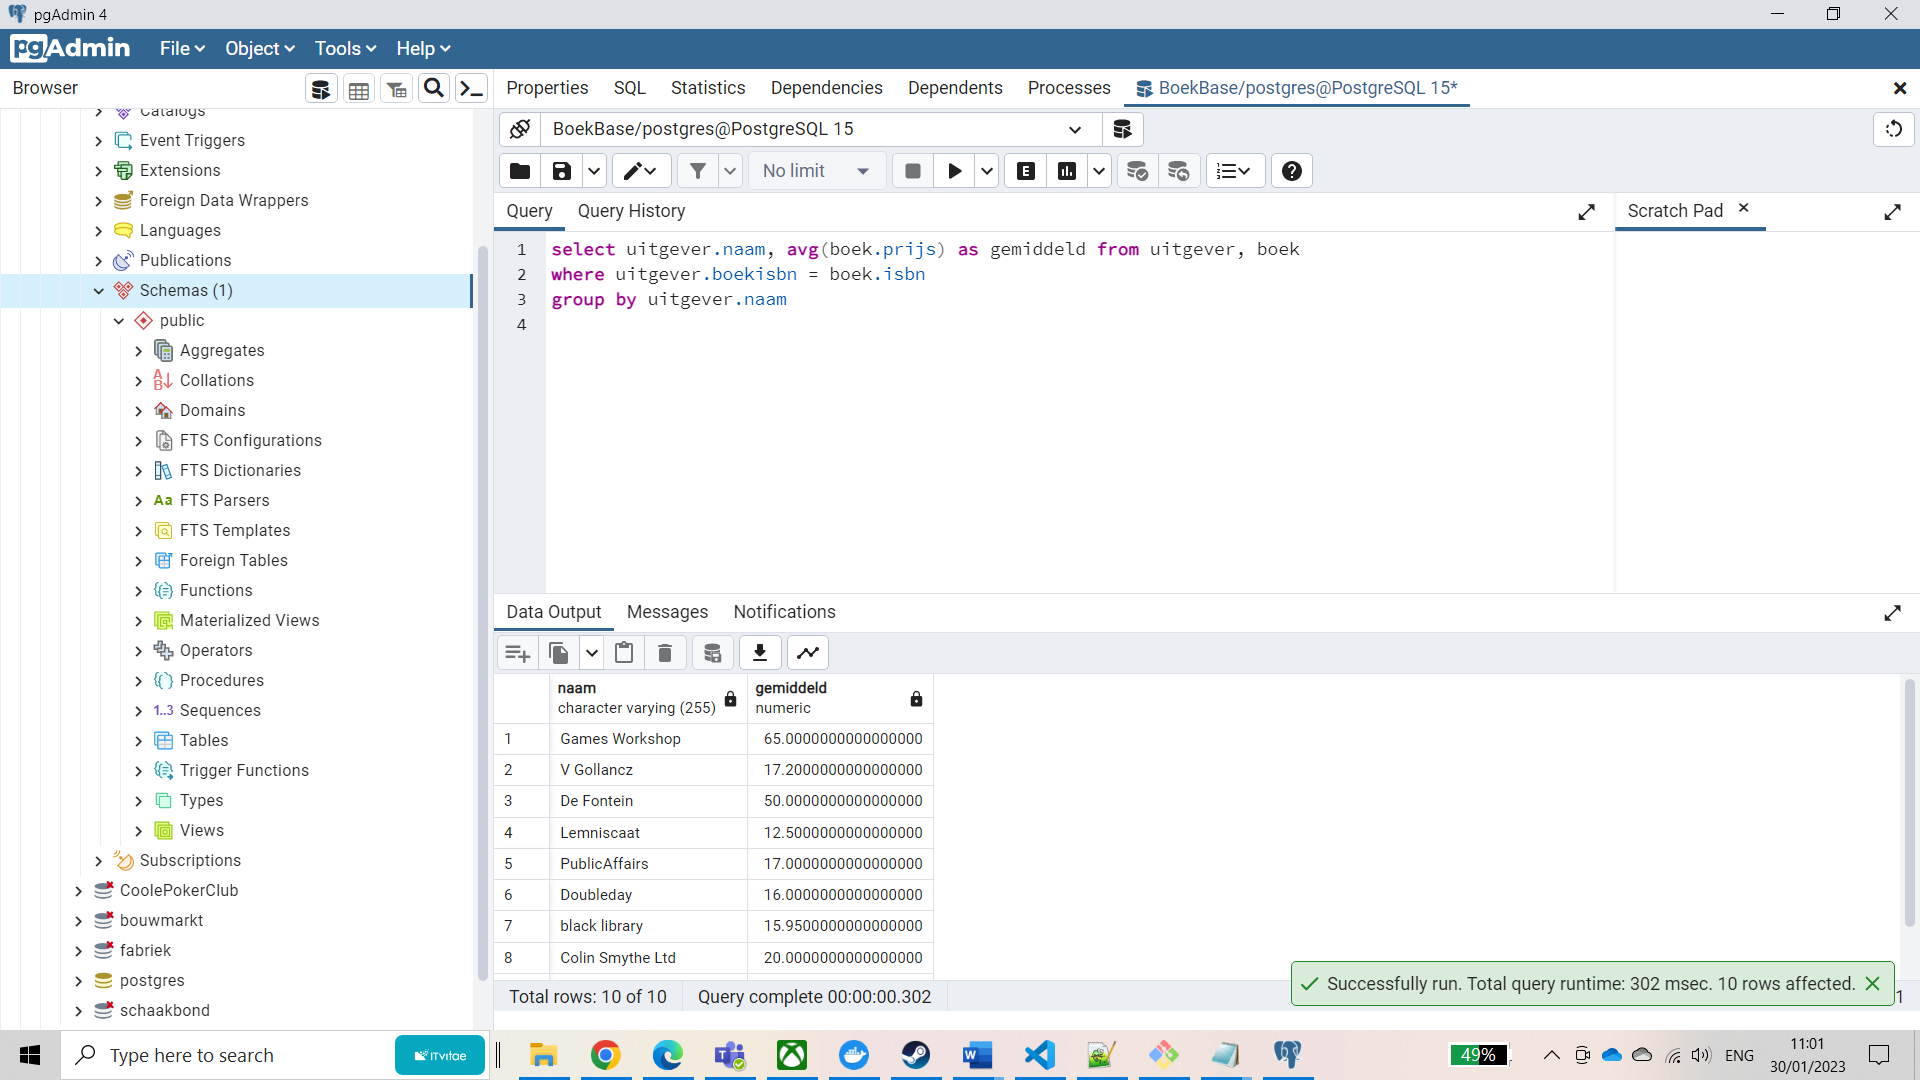 pgAdmin 4
pgAdmin File Object Tools Help
Browser
Properties SQL Statistics Dependencies Dependents Processes BoekBase/postgres@PostgreSQL 15*
Catalogs
Event Triggers
Extensions
Foreign Data Wrappers
Languages
Publications
Schemas (1)
public
Aggregates
Collations
Domains
FTS Configurations
FTS Dictionaries
Aa FTS Parsers
FTS Templates
Foreign Tables
Functions
Materialized Views
Operators
Procedures
1..3 Sequences
Tables
Trigger Functions
Types
Views
Subscriptions
CoolePokerClub
bouwmarkt
fabriek
postgres
schaakbond
BoekBase/postgres@PostgreSQL 15
No limit
E
Query Query History
Scratch Pad
1 select uitgever.naam, avg(boek.prijs) as gemiddeld from uitgever, boek
2 where uitgever.boekisbn = boek.isbn
3 group by uitgever.naam
4
Data Output Messages Notifications
naam gemiddeld
character varying (255) numeric
1 Games Workshop 65.0000000000000000
2 V Gollancz 17.2000000000000000
3 De Fontein 50.0000000000000000
4 Lemniscaat 12.5000000000000000
5 PublicAffairs 17.0000000000000000
6 Doubleday 16.0000000000000000
7 black library 15.9500000000000000
8 Colin Smythe Ltd 20.0000000000000000
Successfully run. Total query runtime: 302 msec. 10 rows affected.
Total rows: 10 of 10 Query complete 00:00:00.302
Type here to search
ITvitae
49%
ENG
11:01
30/01/2023